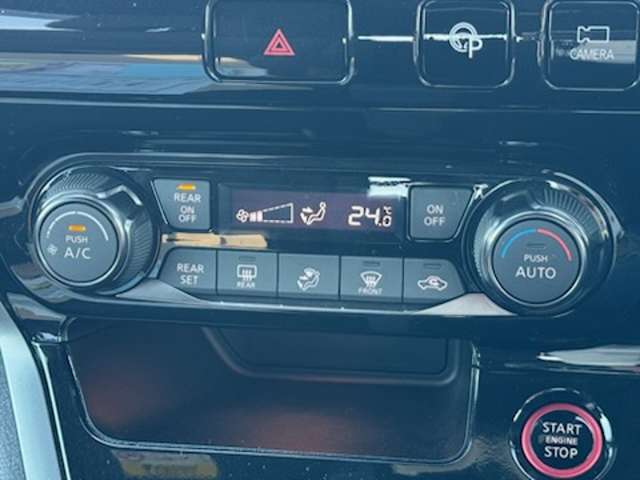 P
CAMERA
REAR
ON
OFF
24.0
°C
ON
OFF
PUSH
A/C
PUSH
AUTO
REAR
SET
REAR
FRONT
START
ENGINE
STOP